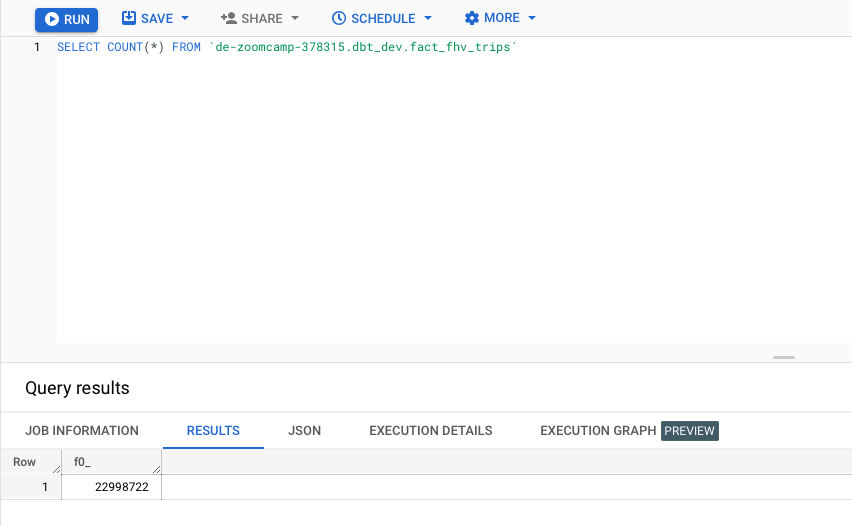 RUN SAVE SHARE SCHEDULE MORE
1 SELECT COUNT(*) FROM `de-zoomcamp-378315.dbt_dev.fact_fhv_trips`
Query results
JOB INFORMATION RESULTS JSON EXECUTION DETAILS EXECUTION GRAPH PREVIEW
Row f0_
1 22998722